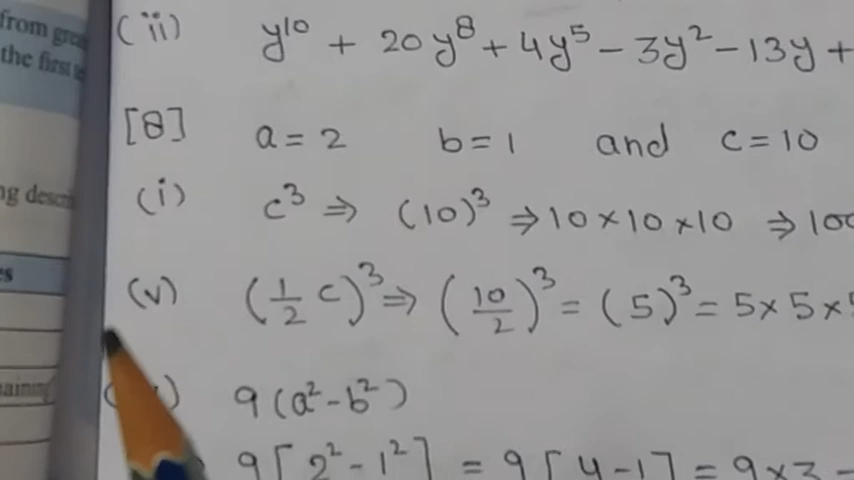 from
the first
(ii) y¹⁰ + 20y⁸ + 4y⁵ - 3y² - 13y +
[8] a = 2 b = 1 and c = 10
(i) c³ ⇒ (10)³ ⇒ 10 × 10 × 10 ⇒ 100
(v) (1/2 c)³ ⇒ (10/2)³ = (5)³ = 5 × 5 ×
9(a² - b²)
9[2² - 1²] = 9[4 - 1] = 9 × 3